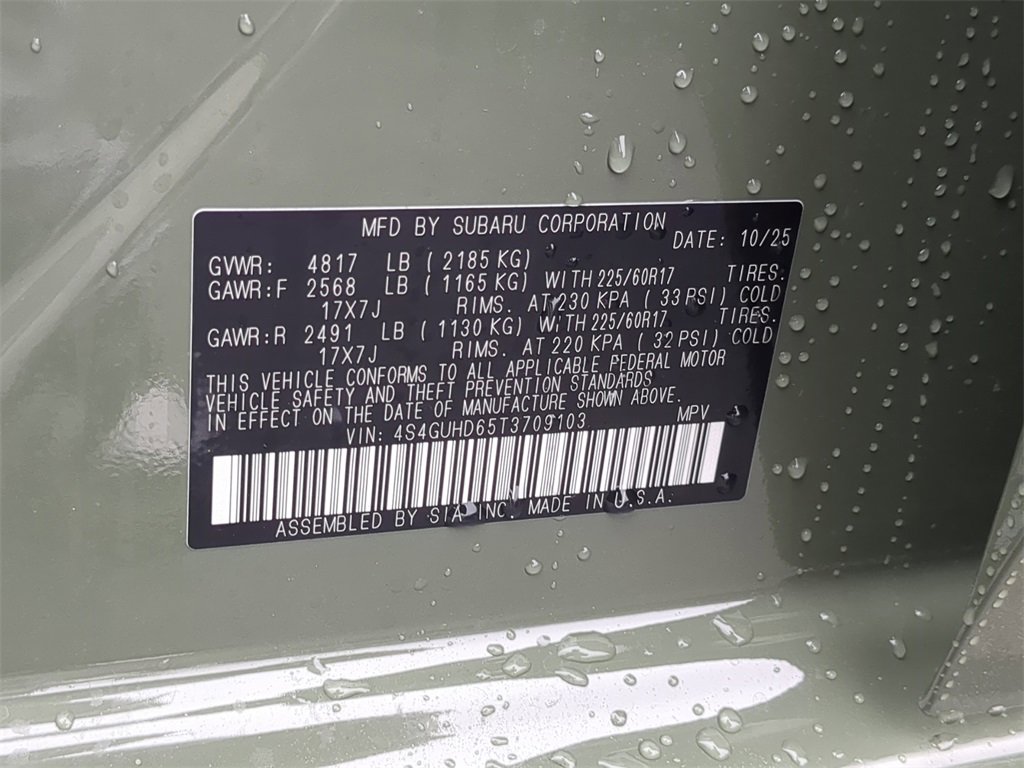 MFD BY SUBARU CORPORATION
DATE: 10/25
GVWR: 4817 LB ( 2185 KG)
GAWR:F 2568 LB ( 1165 KG) WITH 225/60R17 TIRES:
17X7J RIMS. AT 230 KPA ( 33 PSI) COLD
GAWR:R 2491 LB ( 1130 KG) WITH 225/60R17 TIRES.
17X7J RIMS. AT 220 KPA ( 32 PSI) COLD
THIS VEHICLE CONFORMS TO ALL APPLICABLE FEDERAL MOTOR
VEHICLE SAFETY AND THEFT PREVENTION STANDARDS
IN EFFECT ON THE DATE OF MANUFACTURE SHOWN ABOVE.
VIN: 4S4GUHD65T3709103 MPV
ASSEMBLED BY SIA INC. MADE IN U.S.A.